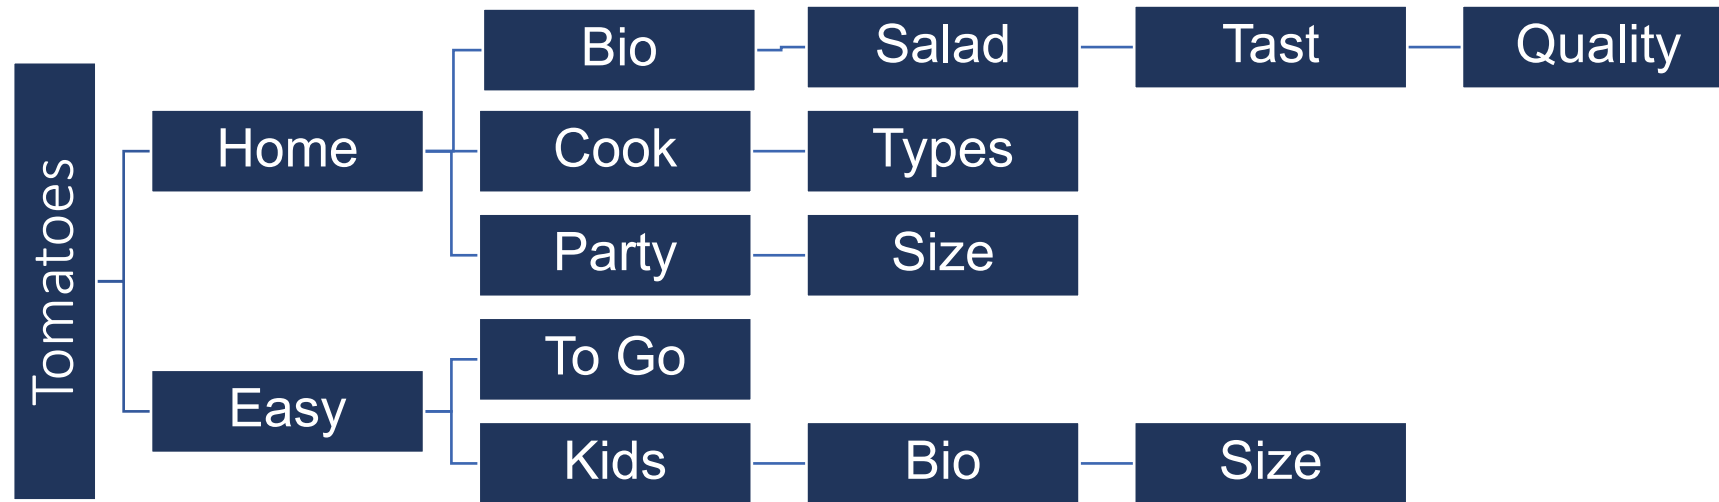 Tomatoes
Home
Bio
Salad
Tast
Quality
Cook
Types
Party
Size
Easy
To Go
Kids
Bio
Size